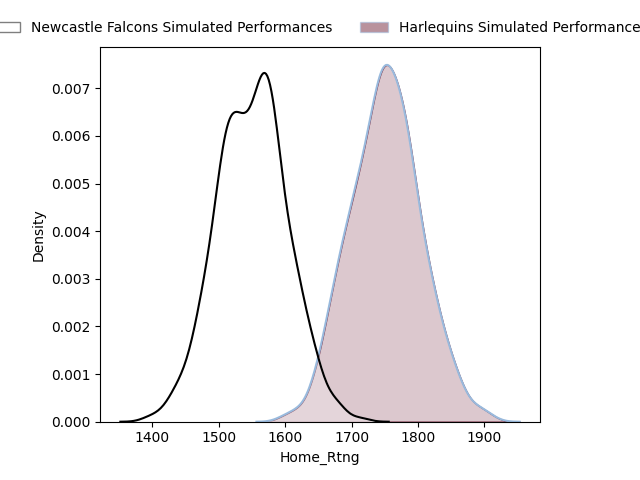 Newcastle Falcons Simulated Performances Harlequins Simulated Performance
0.007
0.006
0.005
0.004
0.003
0.002
0.001
0.000
Density
1400 1500 1600 1700 1800 1900
Home_Rtng